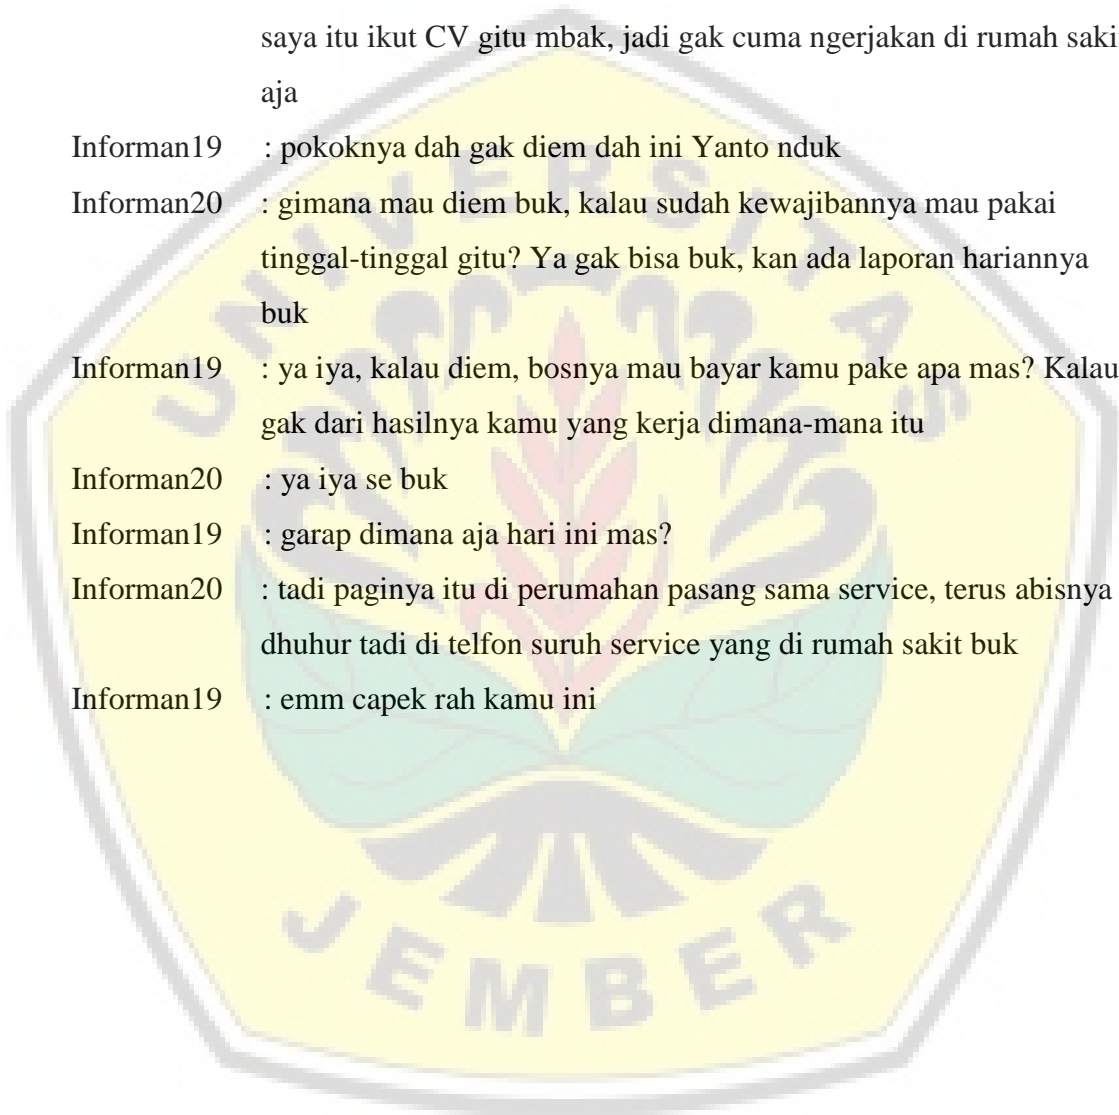 saya itu ikut CV gitu mbak, jadi gak cuma ngerjakan di rumah saki
aja
Informan19 : pokoknya dah gak diem dah ini Yanto nduk
Informan20 : gimana mau diem buk, kalau sudah kewajibannya mau pakai
tinggal-tinggal gitu? Ya gak bisa buk, kan ada laporan hariannya
buk
Informan19 : ya iya, kalau diem, bosnya mau bayar kamu pake apa mas? Kalau
gak dari hasilnya kamu yang kerja dimana-mana itu
Informan20 : ya iya se buk
Informan19 : garap dimana aja hari ini mas?
Informan20 : tadi paginya itu di perumahan pasang sama service, terus abisnya
dhuhur tadi di telfon suruh service yang di rumah sakit buk
Informan19 : emm capek rah kamu ini
UNIVERSITAS
JEMBER